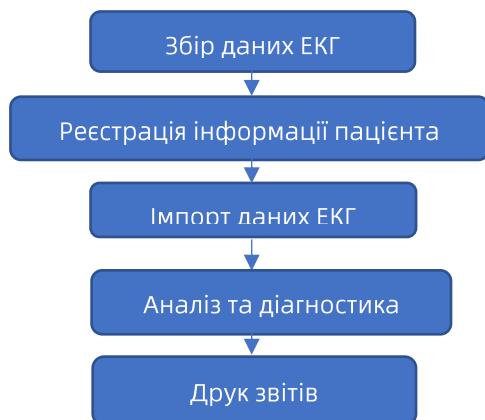 Збір даних ЕКГ
Реєстрація інформації пацієнта
Імпорт даних ЕКГ
Аналіз та діагностика
Друк звітів